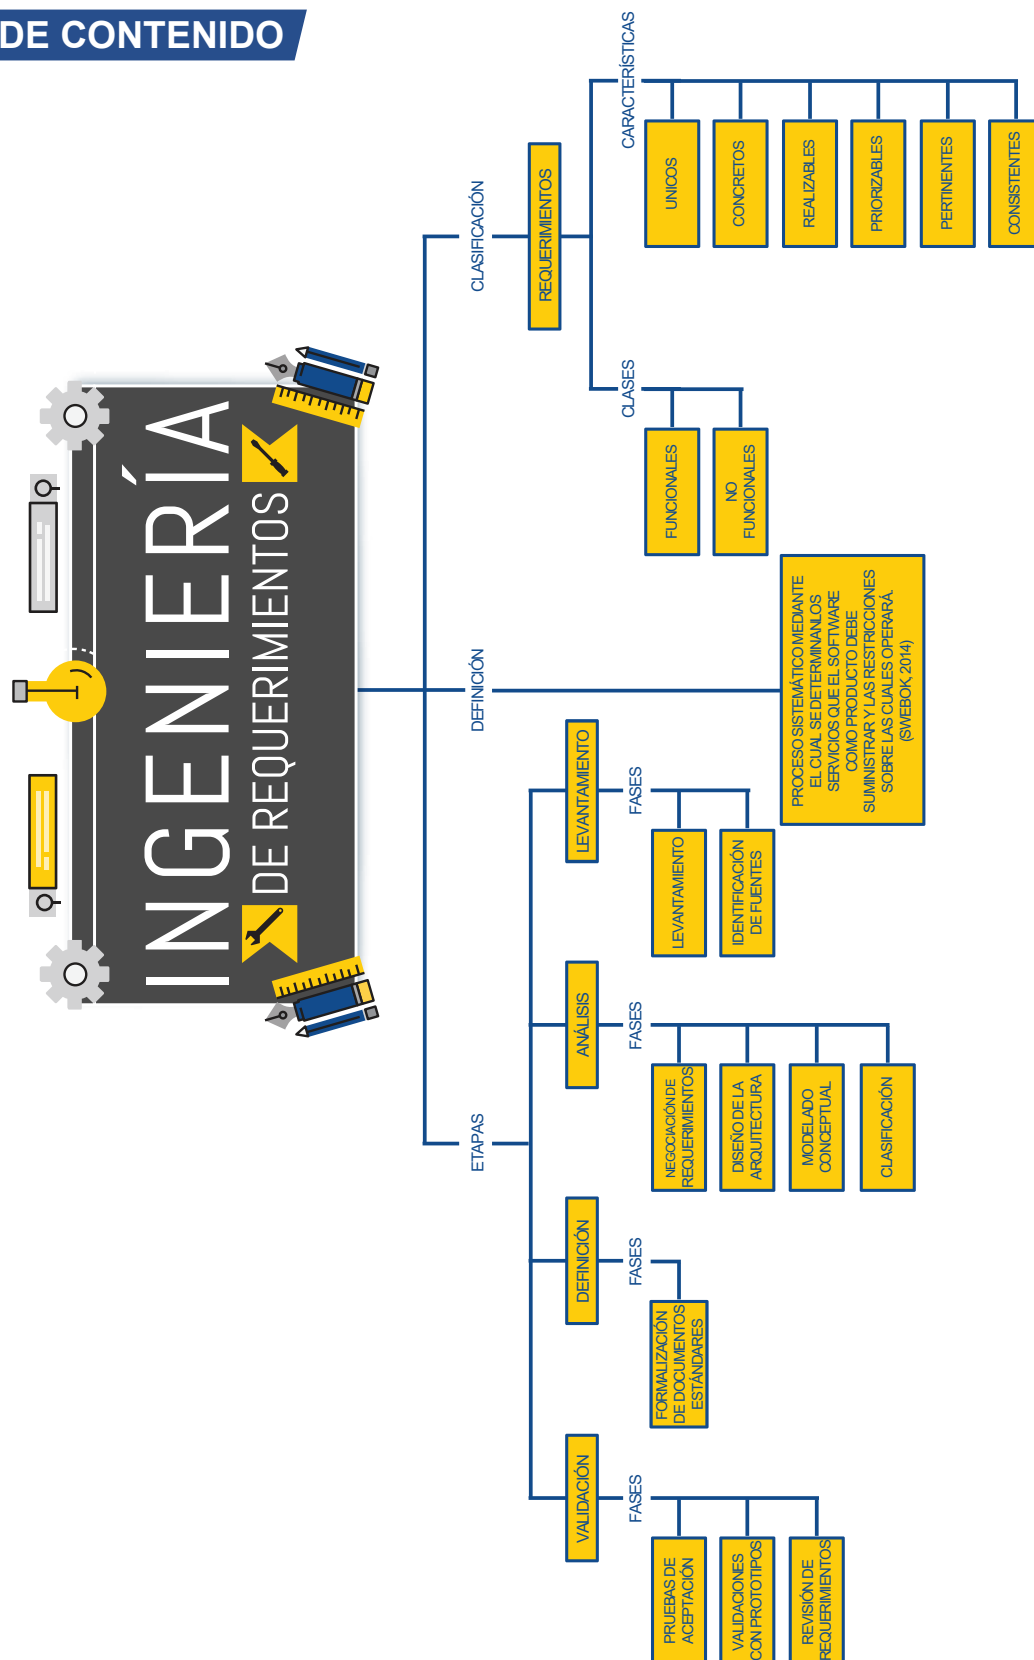 DE CONTENIDO
INGENIERÍA
DE REQUERIMIENTOS
ETAPAS
VALIDACIÓN
FASES
PRUEBAS DE
ACEPTACIÓN
VALIDACIONES
CON PROTOTIPOS
REVISIÓN DE
REQUERIMIENTOS
DEFINICIÓN
FASES
FORMALIZACIÓN
DE DOCUMENTOS
ESTÁNDARES
ANÁLISIS
FASES
NEGOCIACIÓN DE
REQUERIMIENTOS
DISEÑO DE LA
ARQUITECTURA
MODELADO
CONCEPTUAL
CLASIFICACIÓN
LEVANTAMIENTO
FASES
LEVANTAMIENTO
IDENTIFICACIÓN
DE FUENTES
DEFINICIÓN
PROCESO SISTEMÁTICO MEDIANTE
EL CUAL SE DETERMINANLOS
SERVICIOS QUE EL SOFTWARE
COMO PRODUCTO DEBE
SUMINISTRAR Y LAS RESTRICCIONES
SOBRE LAS CUALES OPERARÁ.
(SWEBOK, 2014)
CLASIFICACIÓN
REQUERIMIENTOS
CLASES
FUNCIONALES
NO
FUNCIONALES
CARACTERÍSTICAS
UNICOS
CONCRETOS
REALIZABLES
PRIORIZABLES
PERTINENTES
CONSISTENTES